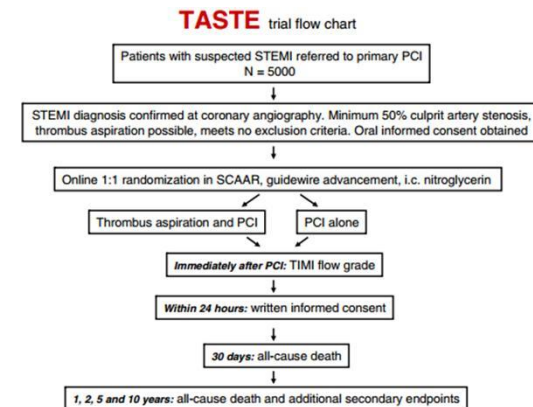 TASTE trial flow chart
Patients with suspected STEMI referred to primary PCI
N = 5000
STEMI diagnosis confirmed at coronary angiography. Minimum 50% culprit artery stenosis,
thrombus aspiration possible, meets no exclusion criteria. Oral informed consent obtained
Online 1:1 randomization in SCAAR, guidewire advancement, i.c. nitroglycerin
Thrombus aspiration and PCI
PCI alone
Immediately after PCI: TIMI flow grade
Within 24 hours: written informed consent
30 days: all-cause death
1, 2, 5 and 10 years: all-cause death and additional secondary endpoints